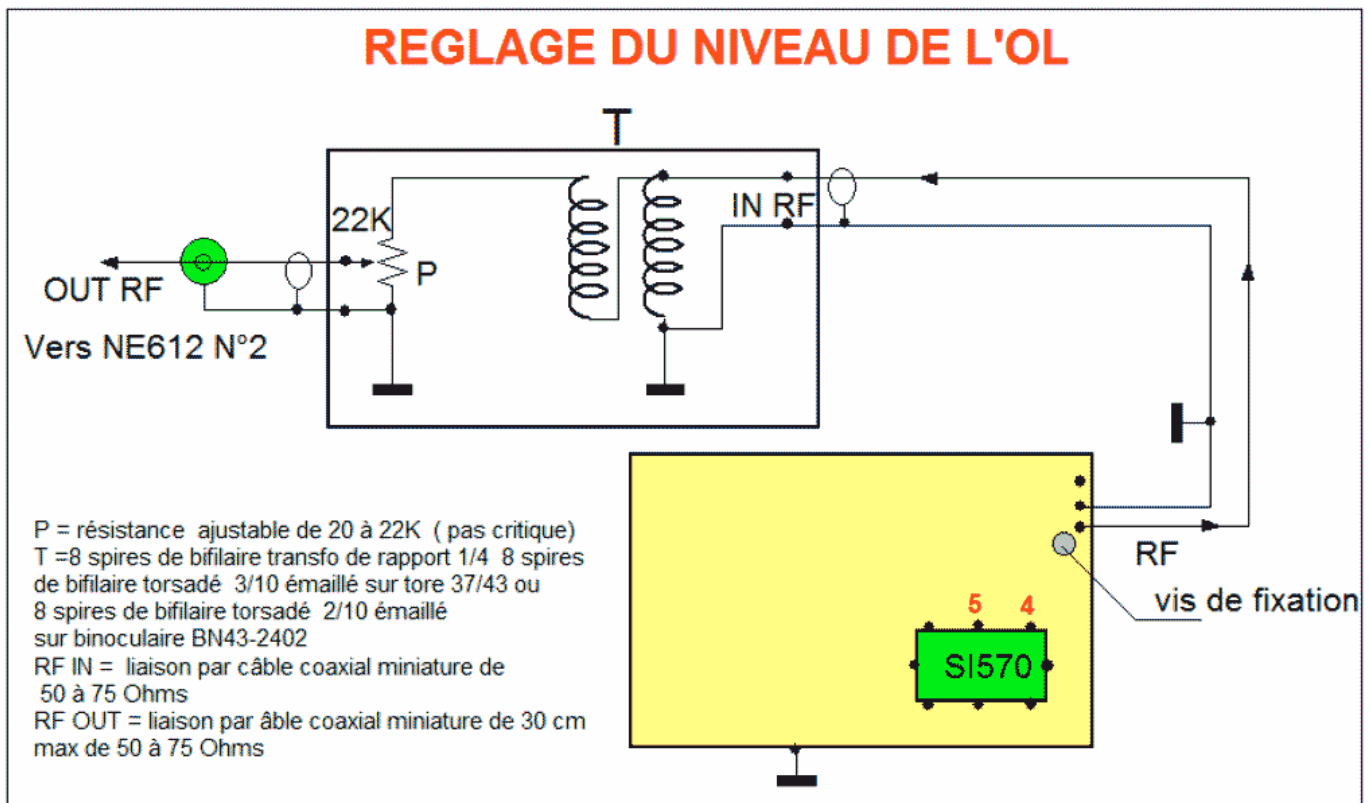 REGLAGE DU NIVEAU DE L'OL
T
22K
IN RF
P
OUT RF
Vers NE612 N°2
P = résistance ajustable de 20 à 22K ( pas critique)
T =8 spires de bifilaire transfo de rapport 1/4 8 spires
de bifilaire torsadé 3/10 émaillé sur tore 37/43 ou
8 spires de bifilaire torsadé 2/10 émaillé
sur binoculaire BN43-2402
RF IN = liaison par câble coaxial miniature de
50 à 75 Ohms
RF OUT = liaison par âble coaxial miniature de 30 cm
max de 50 à 75 Ohms
RF
vis de fixation
5 4
SI570